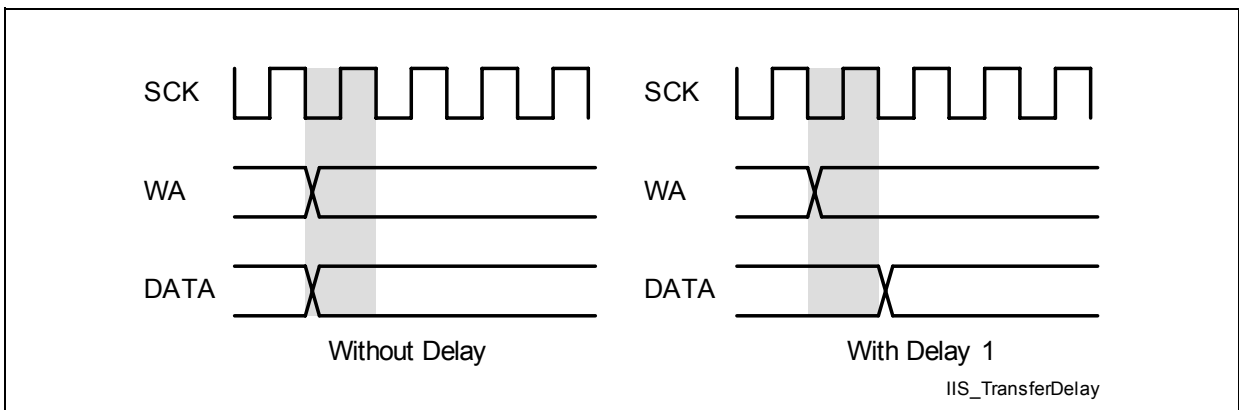 SCK
WA
DATA
Without Delay
SCK
WA
DATA
With Delay 1
IIS_TransferDelay